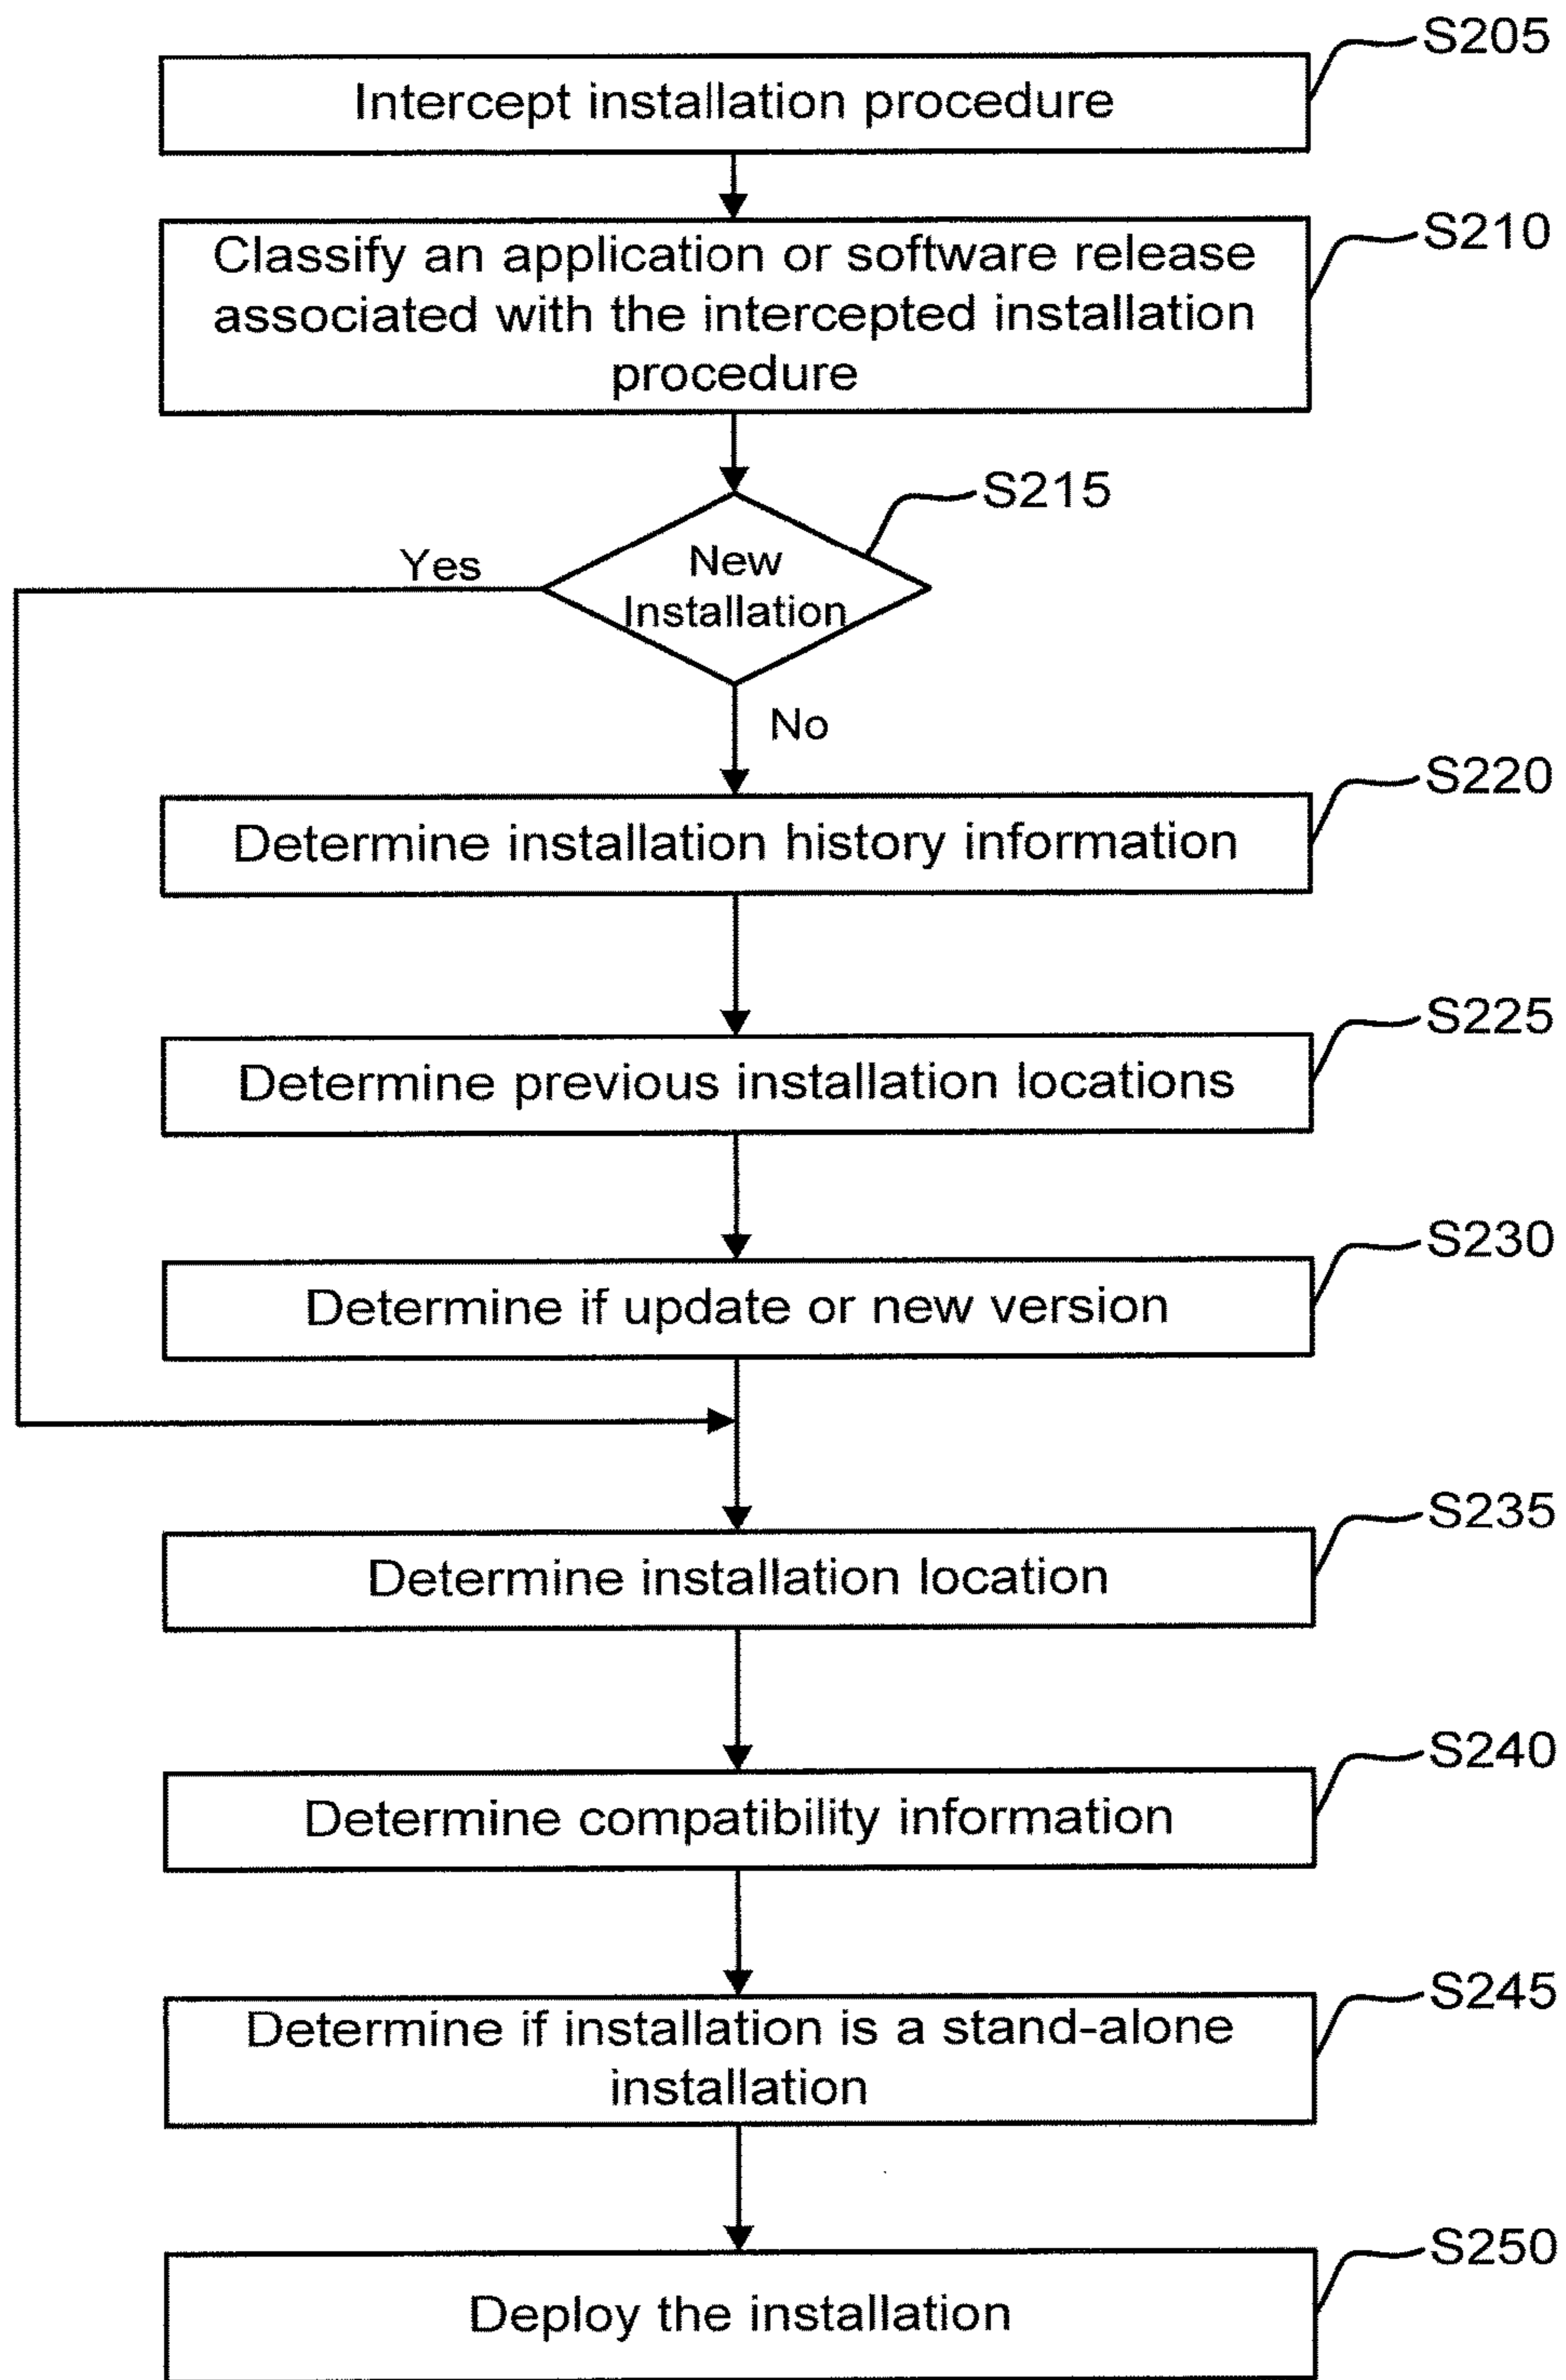 S205
Intercept installation procedure
S210
Classify an application or software release
associated with the intercepted installation
procedure
S215
New
Installation
Yes
No
S220
Determine installation history information
S225
Determine previous installation locations
S230
Determine if update or new version
S235
Determine installation location
S240
Determine compatibility information
S245
Determine if installation is a stand-alone
installation
S250
Deploy the installation